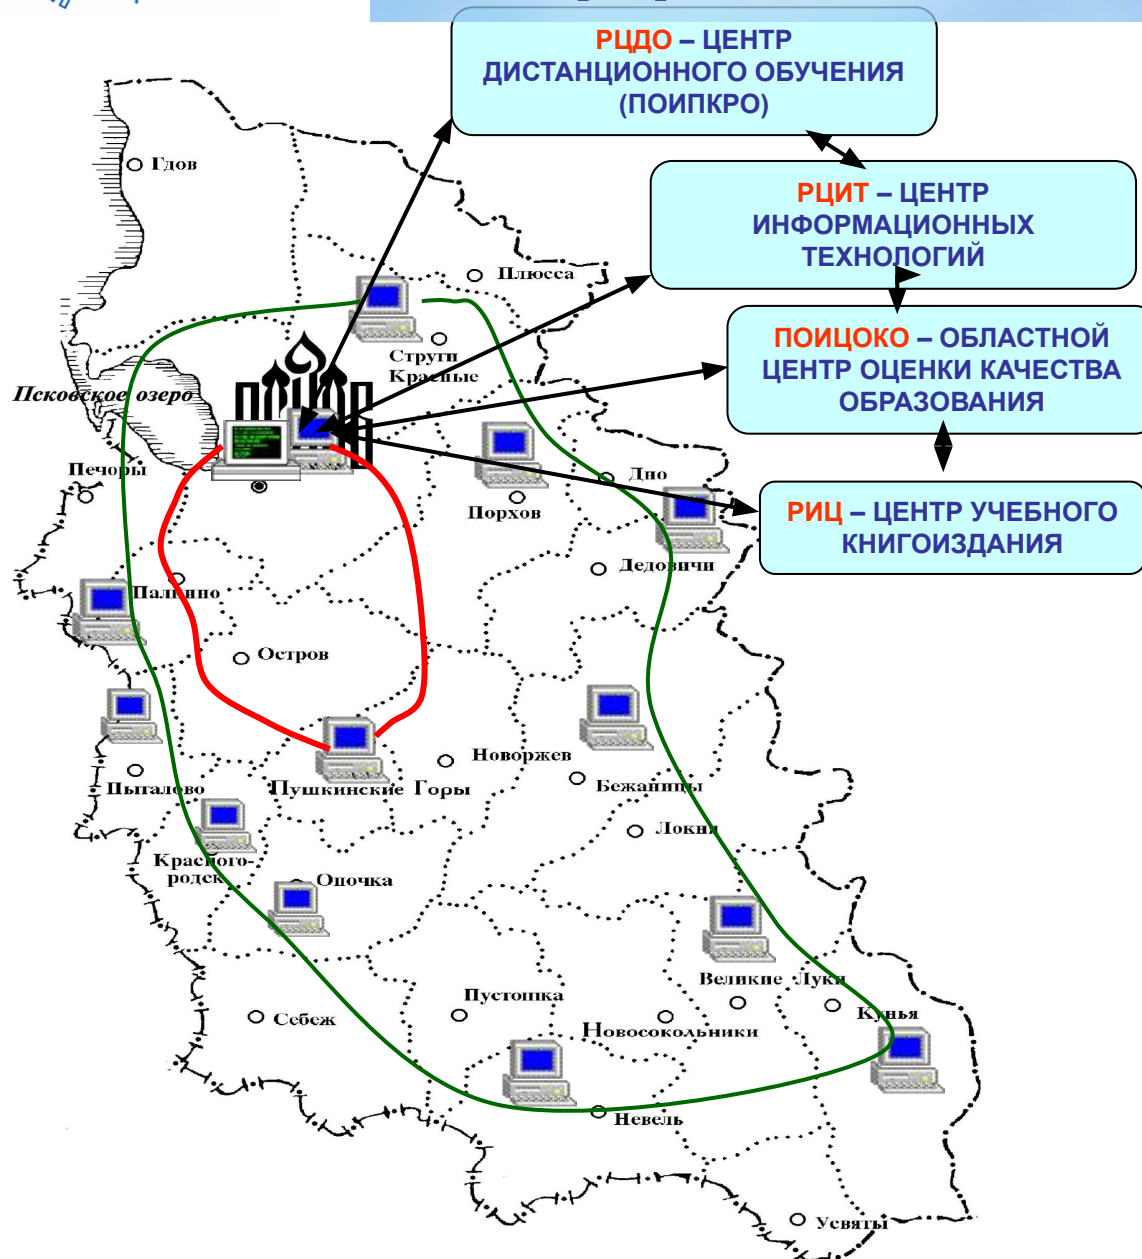 РЦДО – ЦЕНТР
ДИСТАНЦИОННОГО ОБУЧЕНИЯ
(ПОИПКРО)
Гдов
РЦИТ – ЦЕНТР
ИНФОРМАЦИОННЫХ
ТЕХНОЛОГИЙ
Плюсса
ПОИЦОКО – ОБЛАСТНОЙ
ЦЕНТР ОЦЕНКИ КАЧЕСТВА
ОБРАЗОВАНИЯ
Струги
Красные
Псковское озеро
Печоры
Дно
Порхов
РИЦ – ЦЕНТР УЧЕБНОГО
КНИГОИЗДАНИЯ
Дедовичи
Палкино
Остров
Новоржев
Пыталово
Пушкинские Горы
Бежаницы
Локня
Красного-
родск
Опочка
Великие Луки
Пустошка
Кунья
Себеж
Новосокольники
Невель
Усвяты